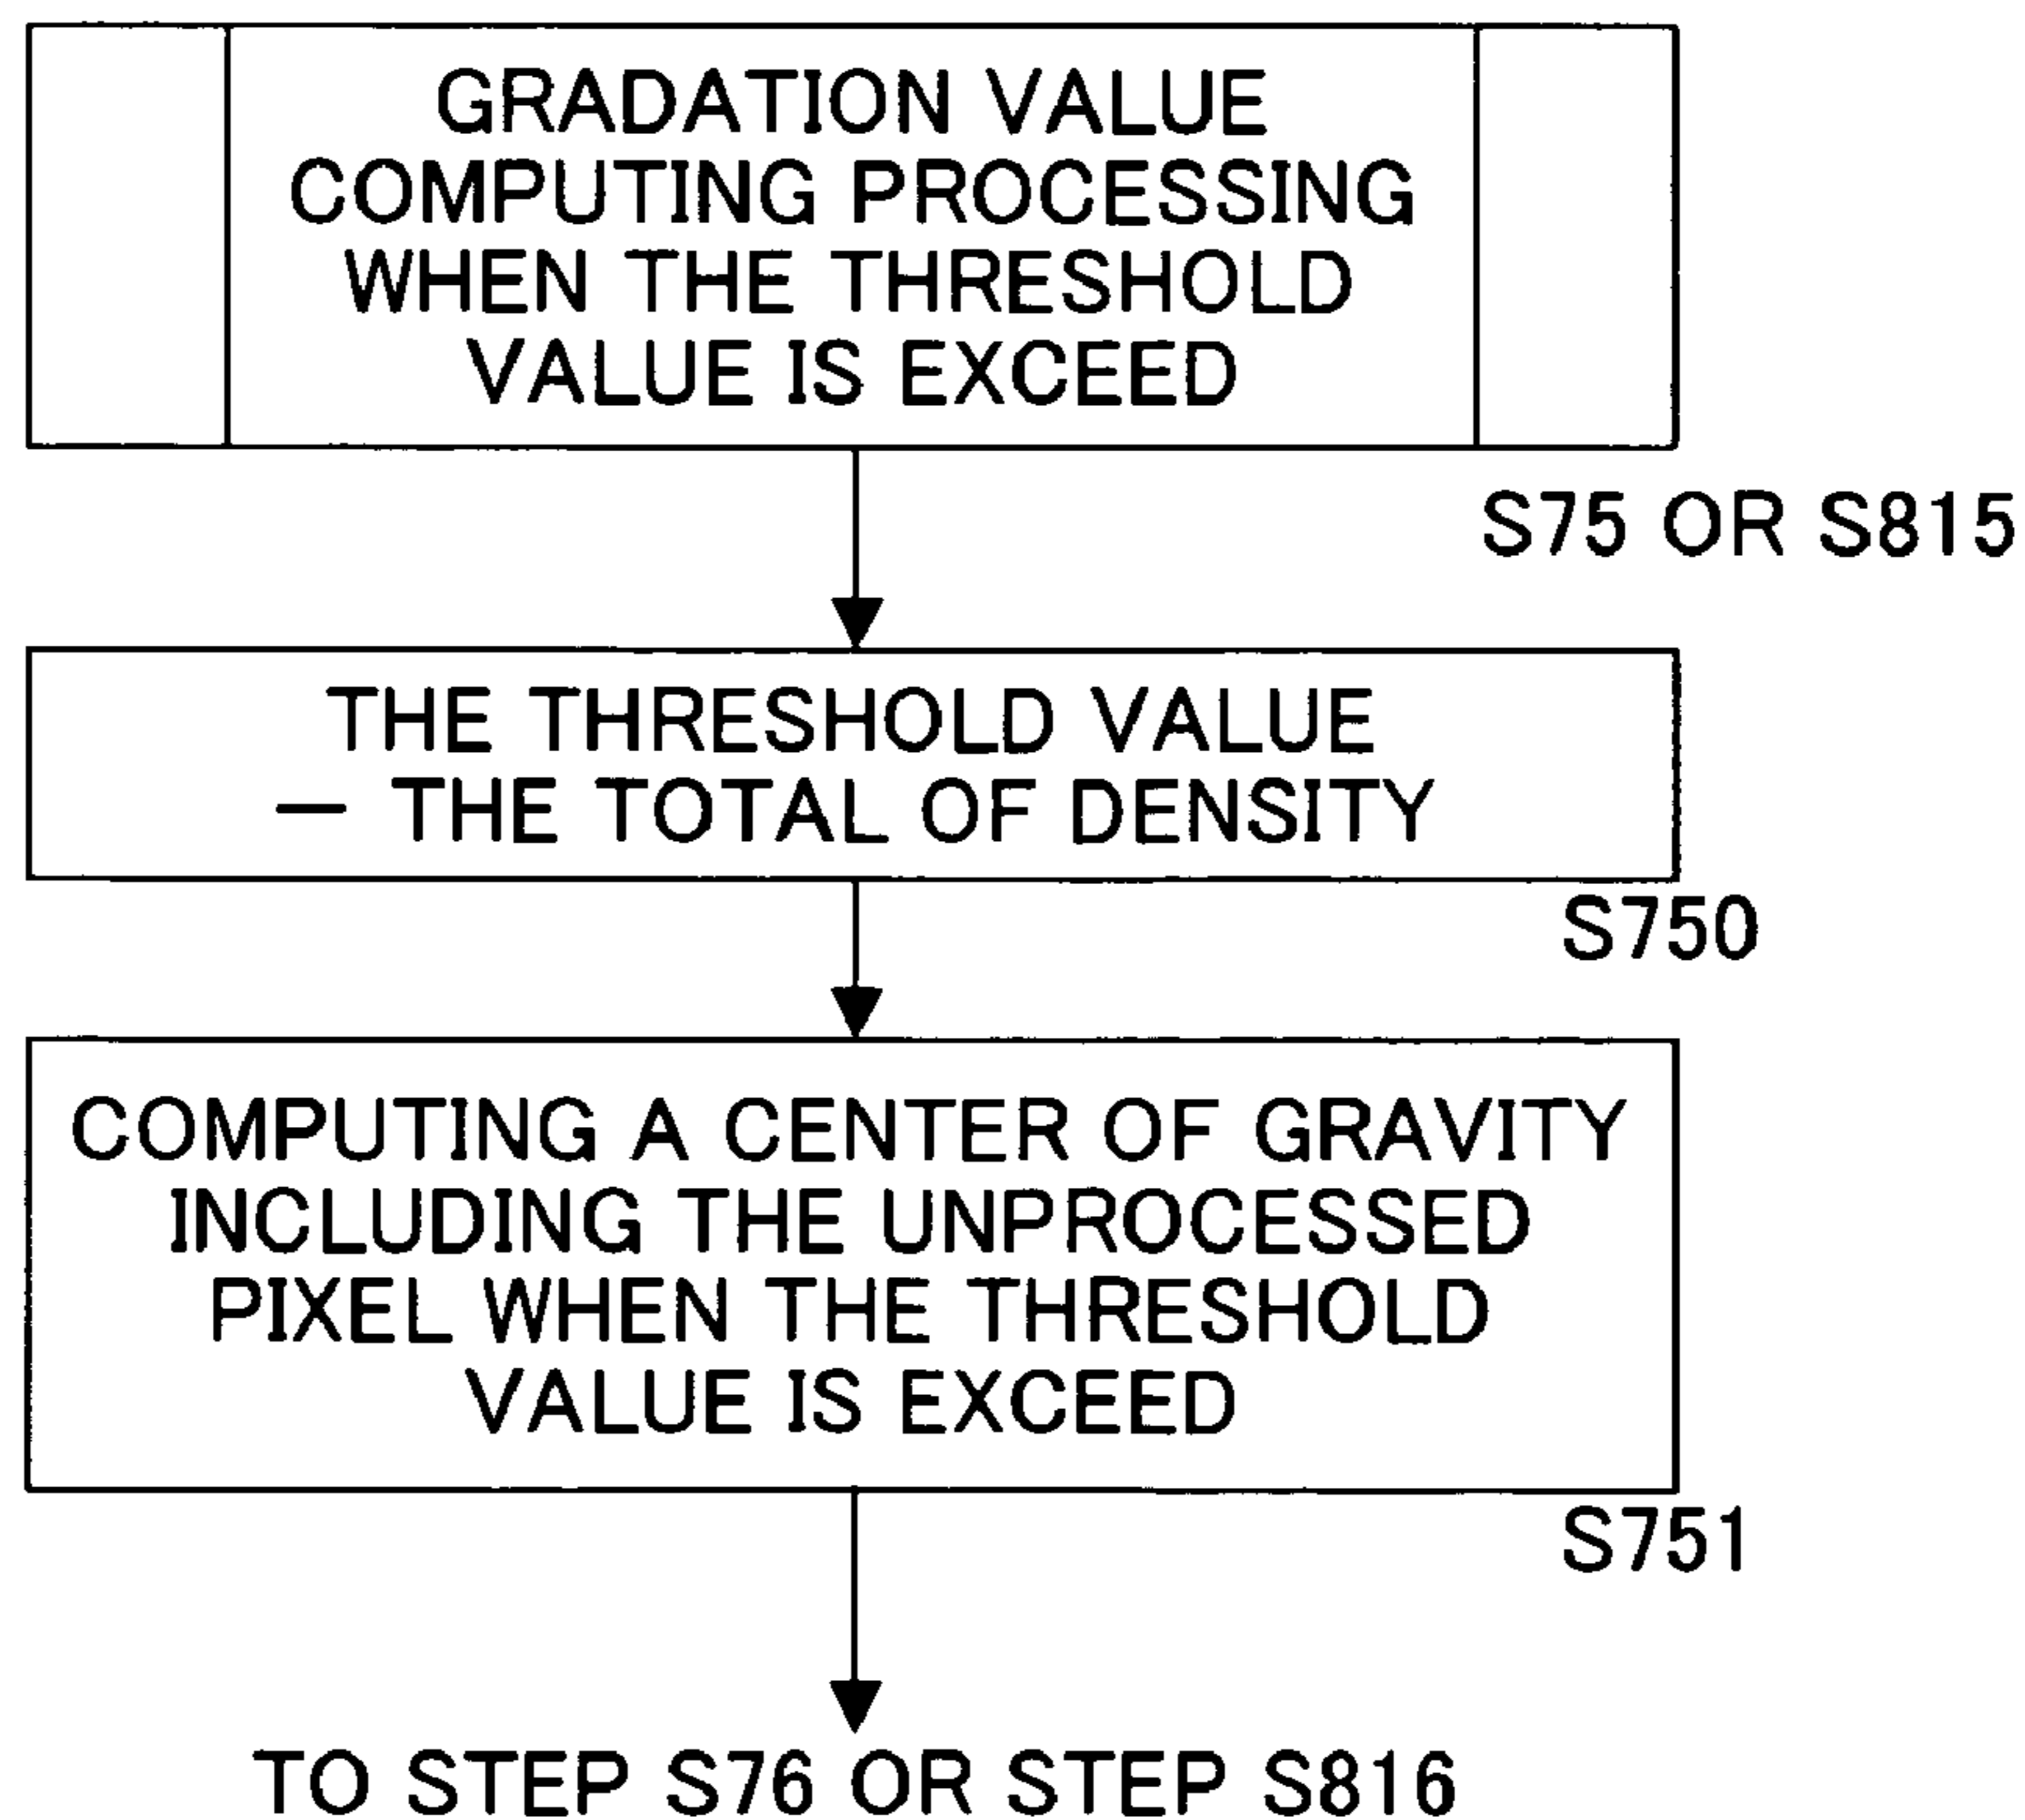 GRADATION VALUE
COMPUTING PROCESSING
WHEN THE THRESHOLD
VALUE IS EXCEED
S75 OR S815
THE THRESHOLD VALUE
— THE TOTAL OF DENSITY
S750
COMPUTING A CENTER OF GRAVITY
INCLUDING THE UNPROCESSED
PIXEL WHEN THE THRESHOLD
VALUE IS EXCEED
S751
TO STEP S76 OR STEP S816